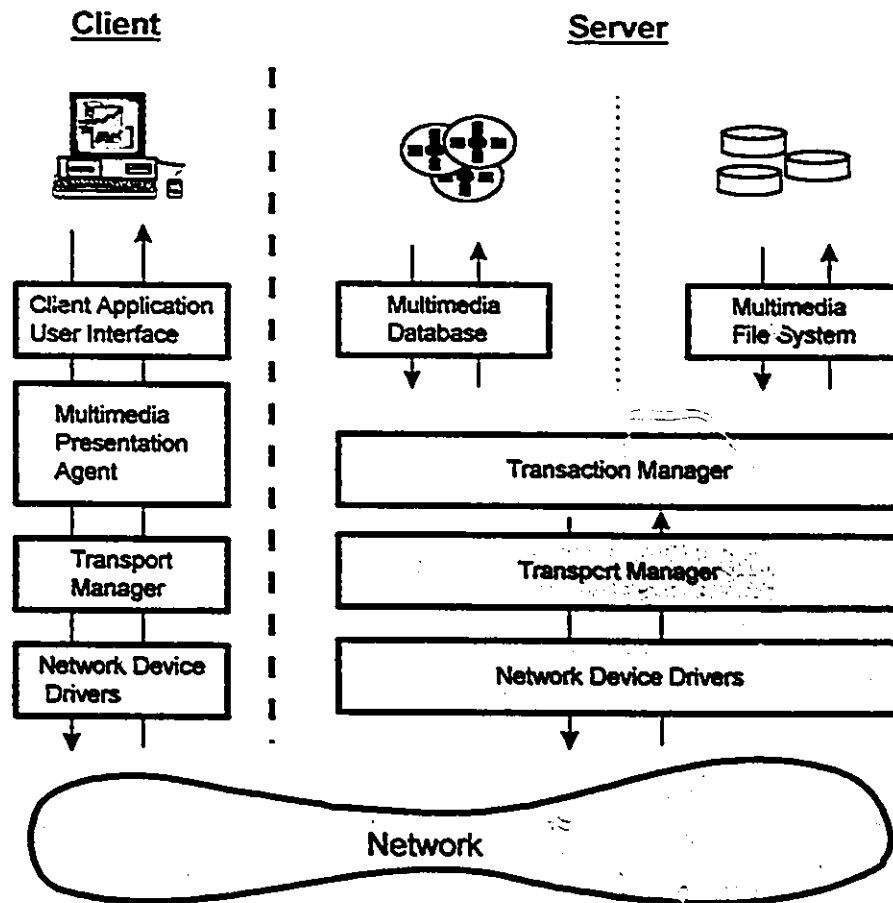 Client
Server
Client Application
User Interface
Multimedia
Presentation
Agent
Transport
Manager
Network Device
Drivers
Multimedia
Database
Multimedia
File System
Transaction Manager
Transport Manager
Network Device Drivers
Network